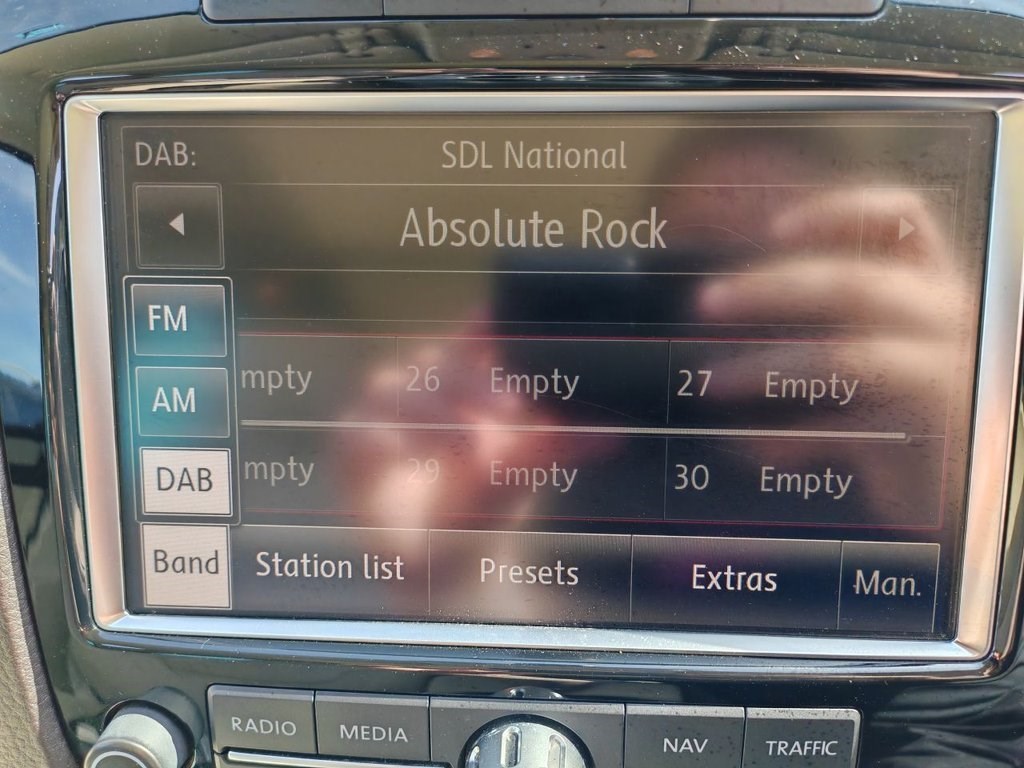 DAB: SDL National
Absolute Rock
FM
mpty 26 Empty 27 Empty
AM
mpty 29 Empty 30 Empty
DAB
Band Station list Presets Extras Man.
RADIO MEDIA NAV TRAFFIC